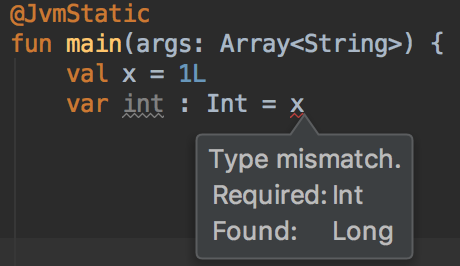 @JvmStatic
fun main(args: Array<String>) {
val x = 1L
var int : Int = x
Type mismatch.
Required: Int
Found: Long